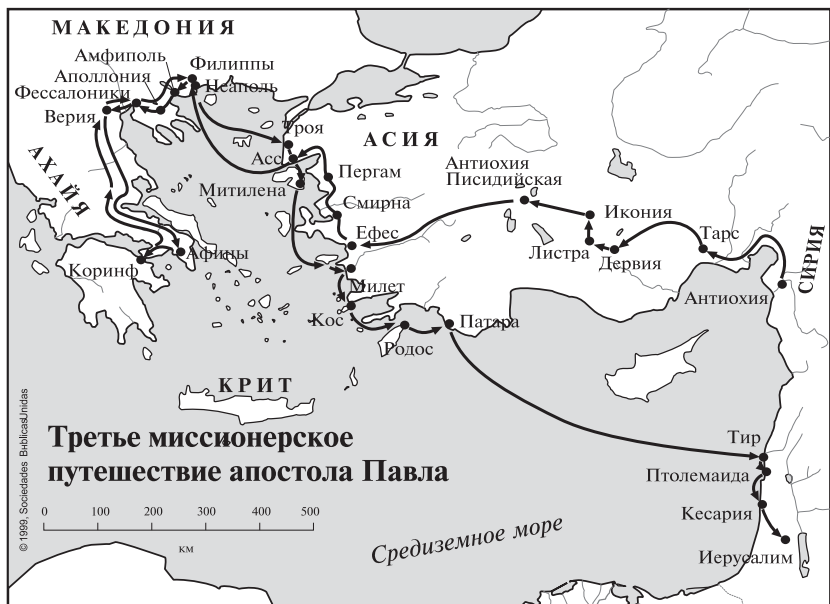 МАКЕДОНИЯ
Амфиполь
Филиппы
Аполлония
Неаполь
Фессалоники
Верия
Троя
АСИЯ
Асс
АХАЙЯ
Пергам
Антиохия
Писидийская
Митилена
Смирна
Икония
Ефес
Тарс
СИРИЯ
Листра
Дервия
Афины
Коринф
Милет
Антиохия
Кос
Патара
Родос
КРИТ
Третье миссионерское
путешествие апостола Павла
Тир
Птолемаида
0 100 200 300 400 500
км
Кесария
Средиземное море
Иерусалим
© 1999, Sociedades BнblicasUnidas